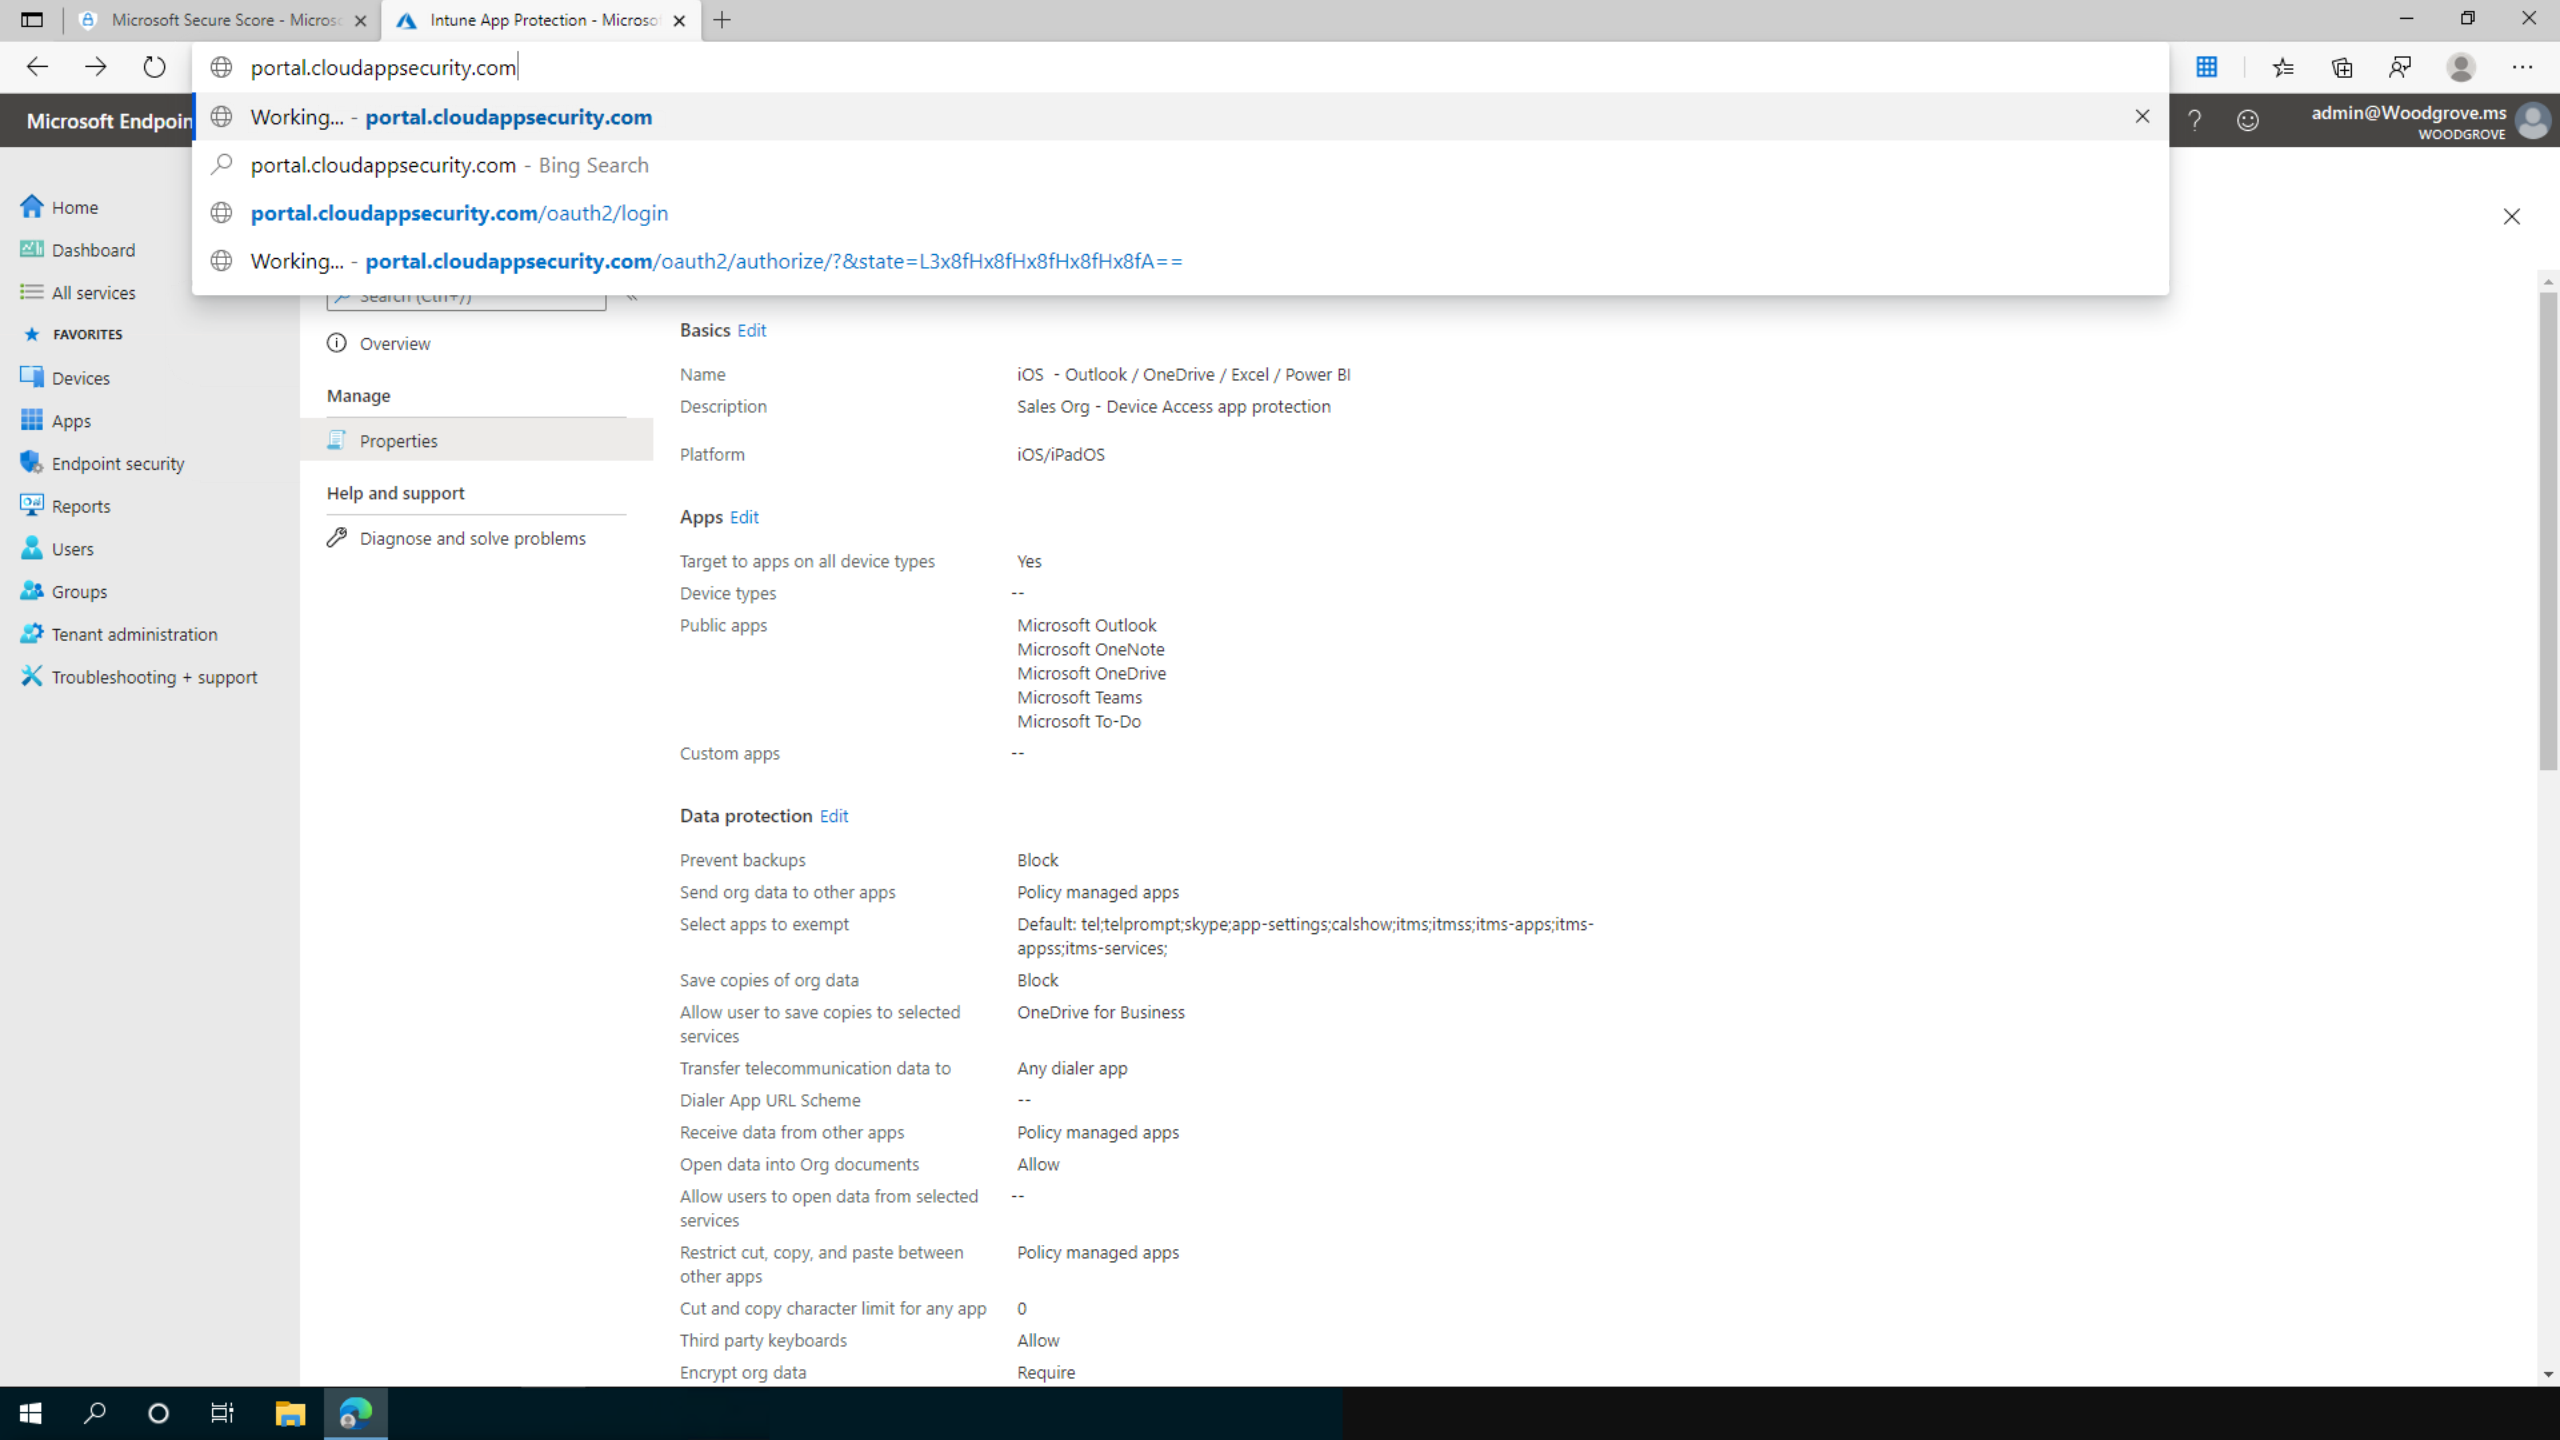 Microsoft Secure Score - Micros
Intune App Protection - Microso
portal.cloudappsecurity.com
Working... - portal.cloudappsecurity.com
portal.cloudappsecurity.com - Bing Search
portal.cloudappsecurity.com/oauth2/login
Working... - portal.cloudappsecurity.com/oauth2/authorize/?&state=L3x8fHx8fHx8fHx8fHx8fA==
Microsoft Endpoin
admin@Woodgrove.ms
WOODGROVE
Home
Dashboard
All services
FAVORITES
Devices
Apps
Endpoint security
Reports
Users
Groups
Tenant administration
Troubleshooting + support
Search (Ctrl+/)
Overview
Manage
Properties
Help and support
Diagnose and solve problems
Basics Edit
Name iOS - Outlook / OneDrive / Excel / Power BI
Description Sales Org - Device Access app protection
Platform iOS/iPadOS
Apps Edit
Target to apps on all device types Yes
Device types --
Public apps Microsoft Outlook
Microsoft OneNote
Microsoft OneDrive
Microsoft Teams
Microsoft To-Do
Custom apps --
Data protection Edit
Prevent backups Block
Send org data to other apps Policy managed apps
Select apps to exempt Default: tel;telprompt;skype;app-settings;calshow;itms;itmss;itms-apps;itms-
appss;itms-services;
Save copies of org data Block
Allow user to save copies to selected OneDrive for Business
services
Transfer telecommunication data to Any dialer app
Dialer App URL Scheme --
Receive data from other apps Policy managed apps
Open data into Org documents Allow
Allow users to open data from selected --
services
Restrict cut, copy, and paste between Policy managed apps
other apps
Cut and copy character limit for any app 0
Third party keyboards Allow
Encrypt org data Require